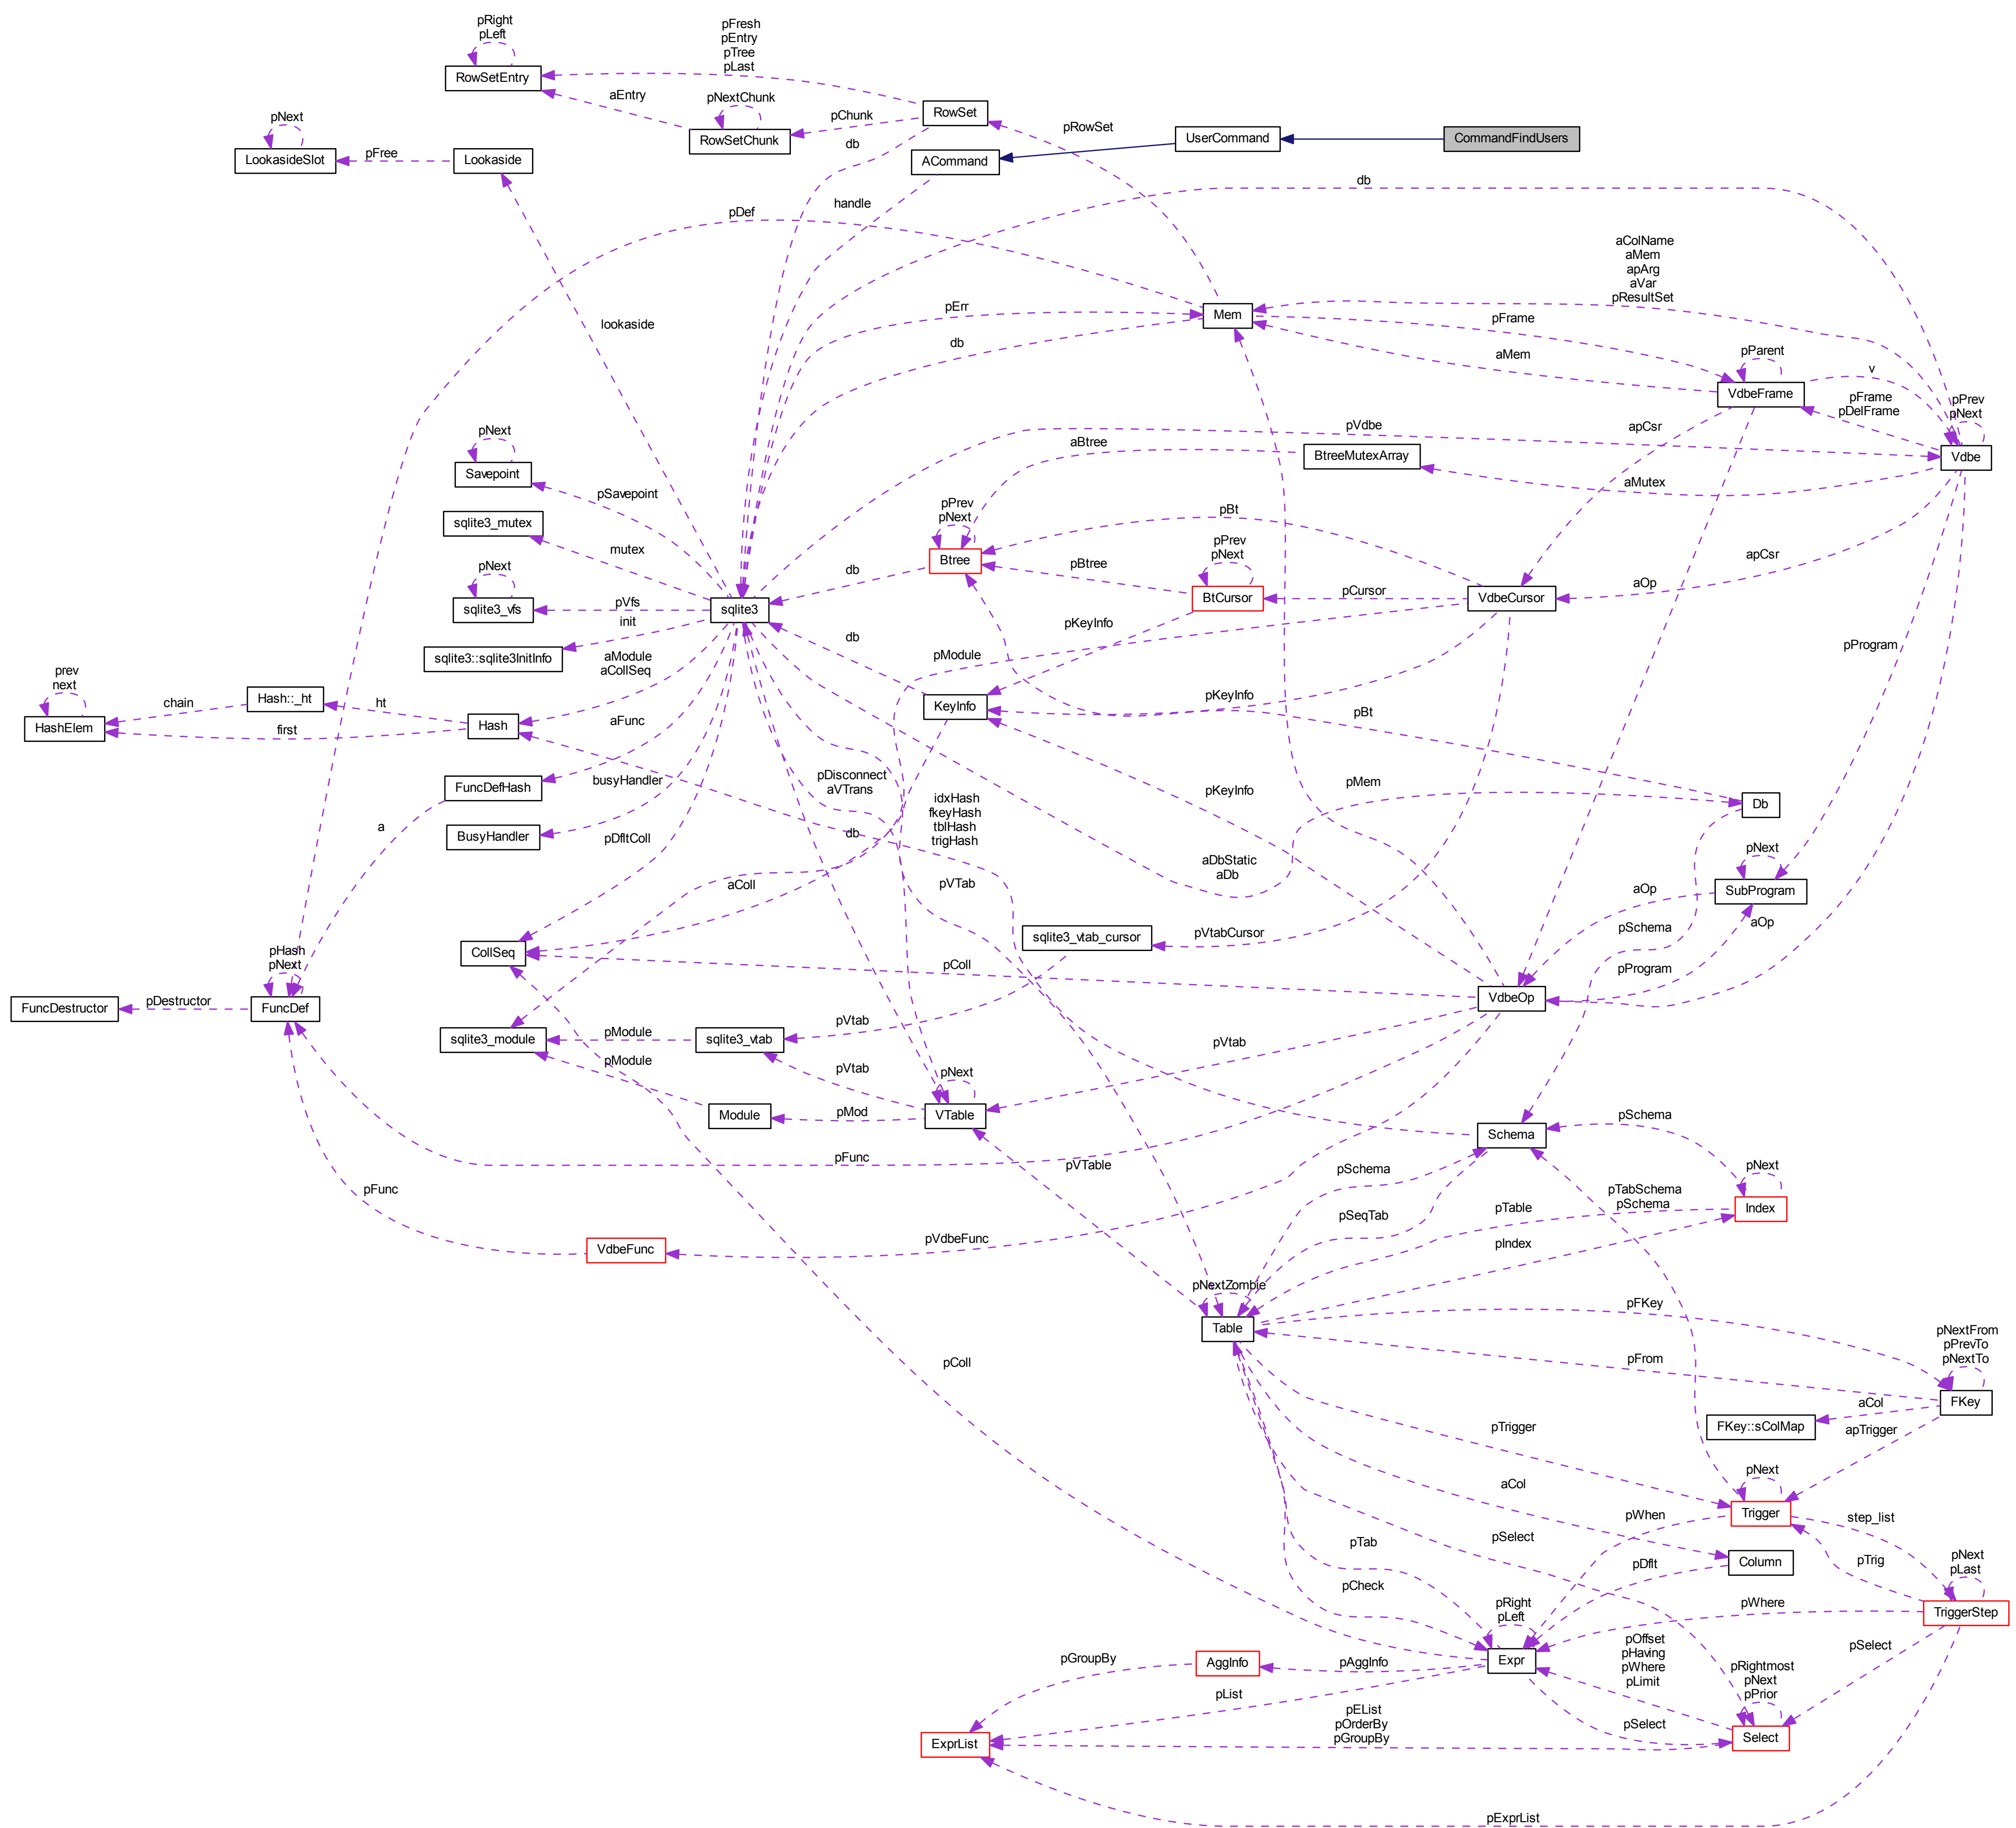 pRight
pLeft
RowSetEntry
pFresh
pEntry
pTree
pLast
aEntry
pNextChunk
RowSetChunk
pChunk
RowSet
pNext
LookasideSlot
pFree
Lookaside
db
ACommand
UserCommand
CommandFindUsers
pRowSet
handle
db
pDef
lookaside
pErr
db
Mem
aColName
aMem
apArg
aVar
pResultSet
pFrame
aMem
pParent
VdbeFrame
v
pFrame
pDelFrame
pPrev
pNext
Vdbe
pVdbe
apCsr
aBtree
BtreeMutexArray
aMutex
pNext
Savepoint
pSavepoint
sqlite3_mutex
mutex
pNext
sqlite3_vfs
pVfs
init
sqlite3::sqlite3InitInfo
sqlite3
pPrev
pNext
Btree
db
pBt
pBtree
pPrev
pNext
BtCursor
pCursor
VdbeCursor
apCsr
aOp
pProgram
pKeyInfo
db
pModule
KeyInfo
pKeyInfo
pBt
prev
next
HashElem
chain
Hash::_ht
ht
first
Hash
aModule
aCollSeq
aFunc
FuncDefHash
a
busyHandler
BusyHandler
pDfltColl
pDisconnect
aVTrans
db
idxHash
fkeyHash
tblHash
trigHash
aColl
pVTab
pMem
pKeyInfo
aDbStatic
aDb
Db
pNext
SubProgram
aOp
aOp
pSchema
pProgram
CollSeq
sqlite3_vtab_cursor
pVtabCursor
pColl
VdbeOp
pHash
pNext
FuncDef
pDestructor
FuncDestructor
sqlite3_module
pModule
sqlite3_vtab
pVtab
pModule
pVtab
pVtab
Module
pMod
pNext
VTable
pFunc
pVTable
Schema
pSchema
pNext
Index
pSchema
pSeqTab
pTable
pTabSchema
pSchema
pIndex
pFunc
VdbeFunc
pVdbeFunc
pNextZombie
Table
pFKey
pFrom
pNextFrom
pPrevTo
pNextTo
FKey
aCol
FKey::sColMap
apTrigger
pColl
pTrigger
aCol
pNext
Trigger
step_list
pWhen
pDflt
Column
pTrig
pNext
pLast
TriggerStep
pTab
pSelect
pCheck
pRight
pLeft
Expr
pWhere
pSelect
pOffset
pHaving
pWhere
pLimit
pRightmost
pNext
pPrior
Select
pGroupBy
AggInfo
pAggInfo
pList
pSelect
ExprList
pEList
pOrderBy
pGroupBy
pExprList